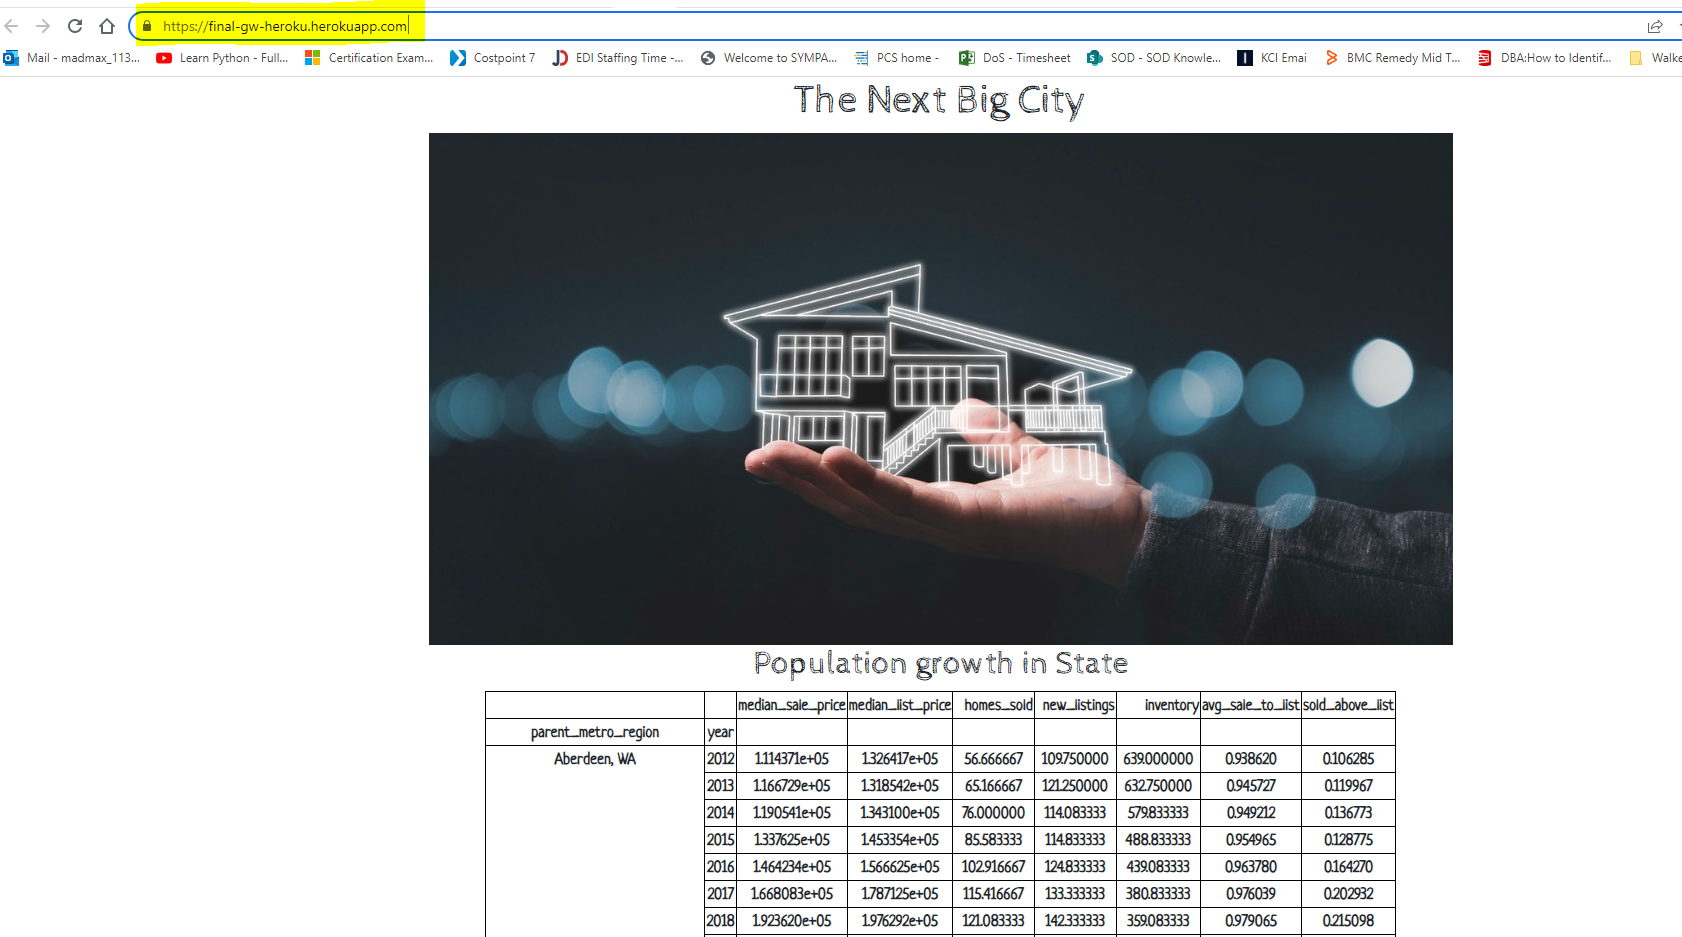 https://final-gw-heroku.herokuapp.com
Mail - madmax_113... Learn Python - Full... Certification Exam... Costpoint 7 EDI Staffing Time -... Welcome to SYMPA... PCS home - DoS - Timesheet SOD - SOD Knowle... KCI Emai BMC Remedy Mid T... DBA:How to Identif... Walke
The Next Big City
Population growth in State
median_sale_price median_list_price homes_sold new_listings inventory avg_sale_to_list sold_above_list
parent_metro_region year
Aberdeen, WA 2012 1.114371e+05 1.326417e+05 56.666667 109.750000 639.000000 0.938620 0.106285
2013 1.166729e+05 1.318542e+05 65.166667 121.250000 632.750000 0.945727 0.119967
2014 1.190541e+05 1.343100e+05 76.000000 114.083333 579.833333 0.949212 0.136773
2015 1.337625e+05 1.453354e+05 85.583333 114.833333 488.833333 0.954965 0.128775
2016 1.464234e+05 1.566625e+05 102.916667 124.833333 439.083333 0.963780 0.164270
2017 1.668083e+05 1.787125e+05 115.416667 133.333333 380.833333 0.976039 0.202932
2018 1.923620e+05 1.976292e+05 121.083333 142.333333 359.083333 0.979065 0.215098